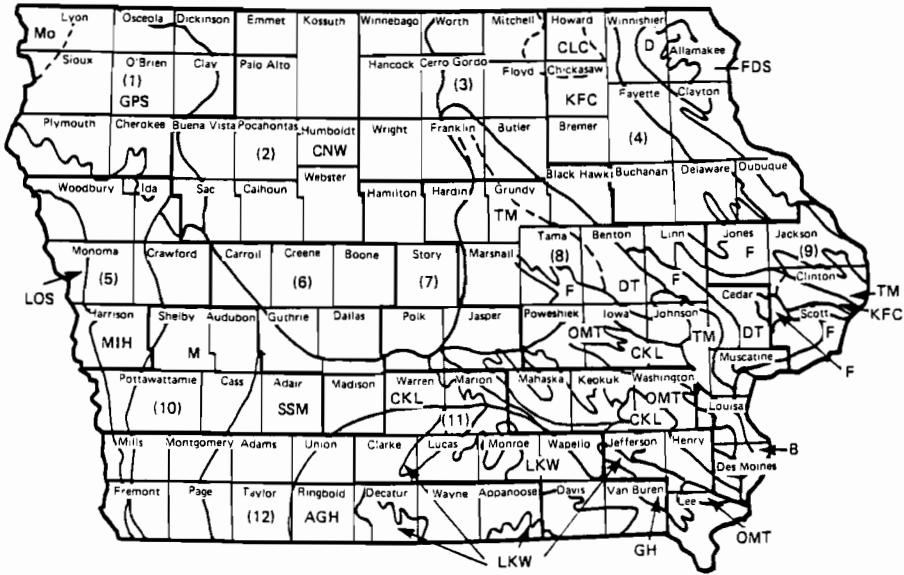 Lyon Osceola Dickinson Emmet Kossuth Winnebago Worth Mitchell Howard Winnishier
Mo CLC D Allamakee
FDS
Sioux O'Brien Clay Palo Alto Hancock Cerro Gordo Floyd Chickasaw
(1) (3)
GPS KFC Fayette Clayton
Plymouth Cherokee Buena Vista Pocahontas Humboldt Wright Franklin Butler Bremer (4)
(2) CNW
Webster
Woodbury Ida Sac Calhoun Hamilton Hardin Grundy Black Hawk Buchanan Delaware Dubuque
TM
Monoma Crawford Carroil Creene Boone Story Marshall Tama Benton Linn Jones Jackson
(5) (6) (7) (8) F (9)
LOS F DT F Clinton
TM
Harrison Shelby Audubon Guthrie Dallas Polk Jasper Poweshiek Iowa Johnson Cedar Scott KFC
MIH M OMT TM DT F
CKL Muscatine F
Pottawattamie Cass Adair Madison Warren Marion Mahaska Keokuk Washington
(10) SSM CKL (11) OMT
CKL Louisa
Mills Montgomery Adams Union Clarke Lucas Monroe Wapello Jefferson Henry B
LKW Des Moines
Fremont Page Taylor Ringbold Decatur Wayne Appanoose Davis Van Buren Lee
(12) AGH
GH OMT
LKW